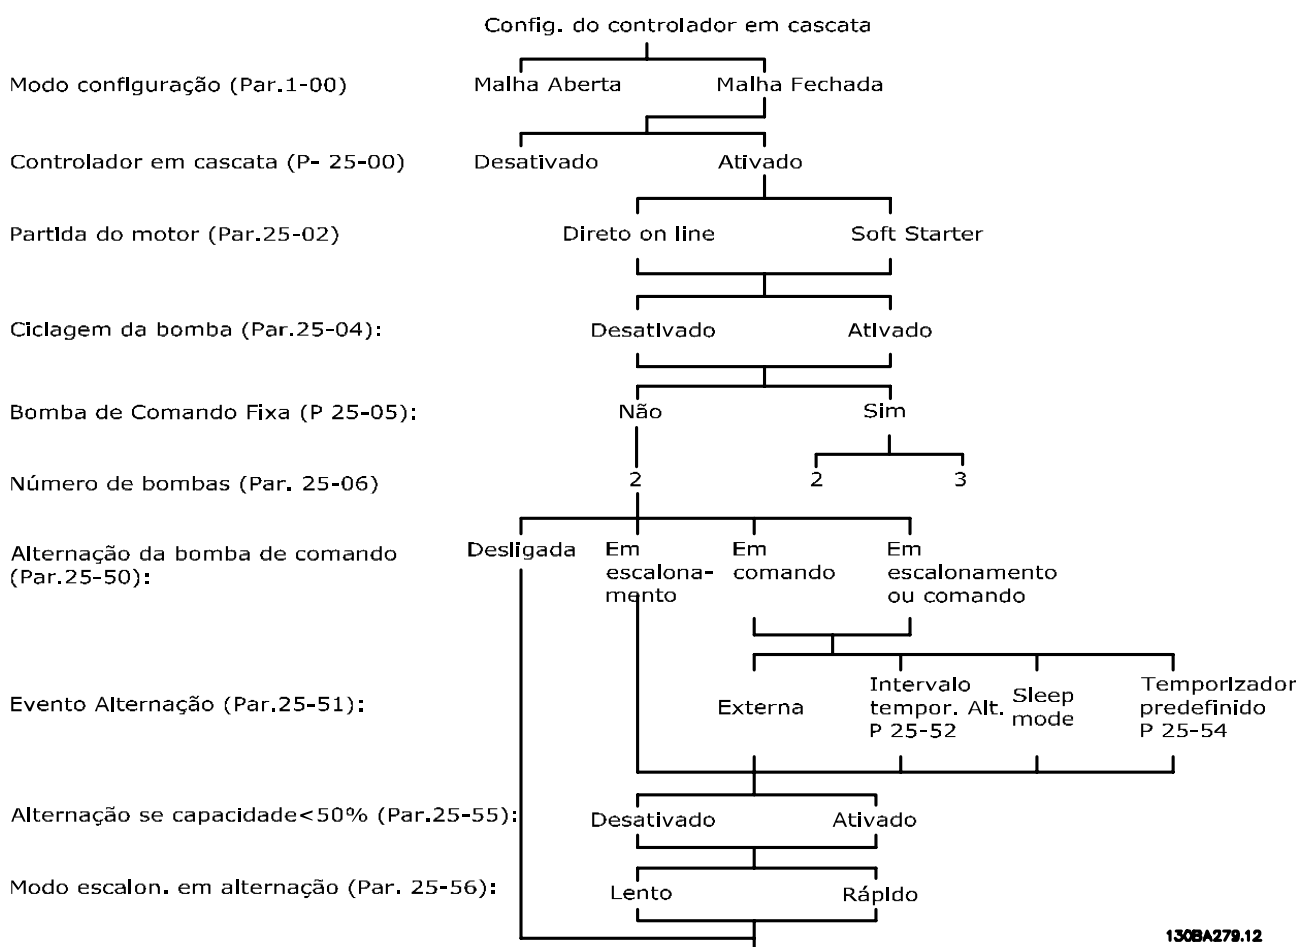 Config. do controlador em cascata
Modo configuração (Par.1-00)
Malha Aberta
Malha Fechada
Controlador em cascata (P- 25-00)
Desativado
Ativado
Partida do motor (Par.25-02)
Direto on line
Soft Starter
Ciclagem da bomba (Par.25-04):
Desativado
Ativado
Bomba de Comando Fixa (P 25-05):
Não
Sim
Número de bombas (Par. 25-06)
2
2
3
Alternação da bomba de comando
(Par.25-50):
Desligada
Em
escalona-
mento
Em
comando
Em
escalonamento
ou comando
Evento Alternação (Par.25-51):
Externa
Intervalo
tempor. Alt.
P 25-52
Sleep
mode
Temporizador
predefinido
P 25-54
Alternação se capacidade<50% (Par.25-55):
Desativado
Ativado
Modo escalon. em alternação (Par. 25-56):
Lento
Rápido
130BA279.12